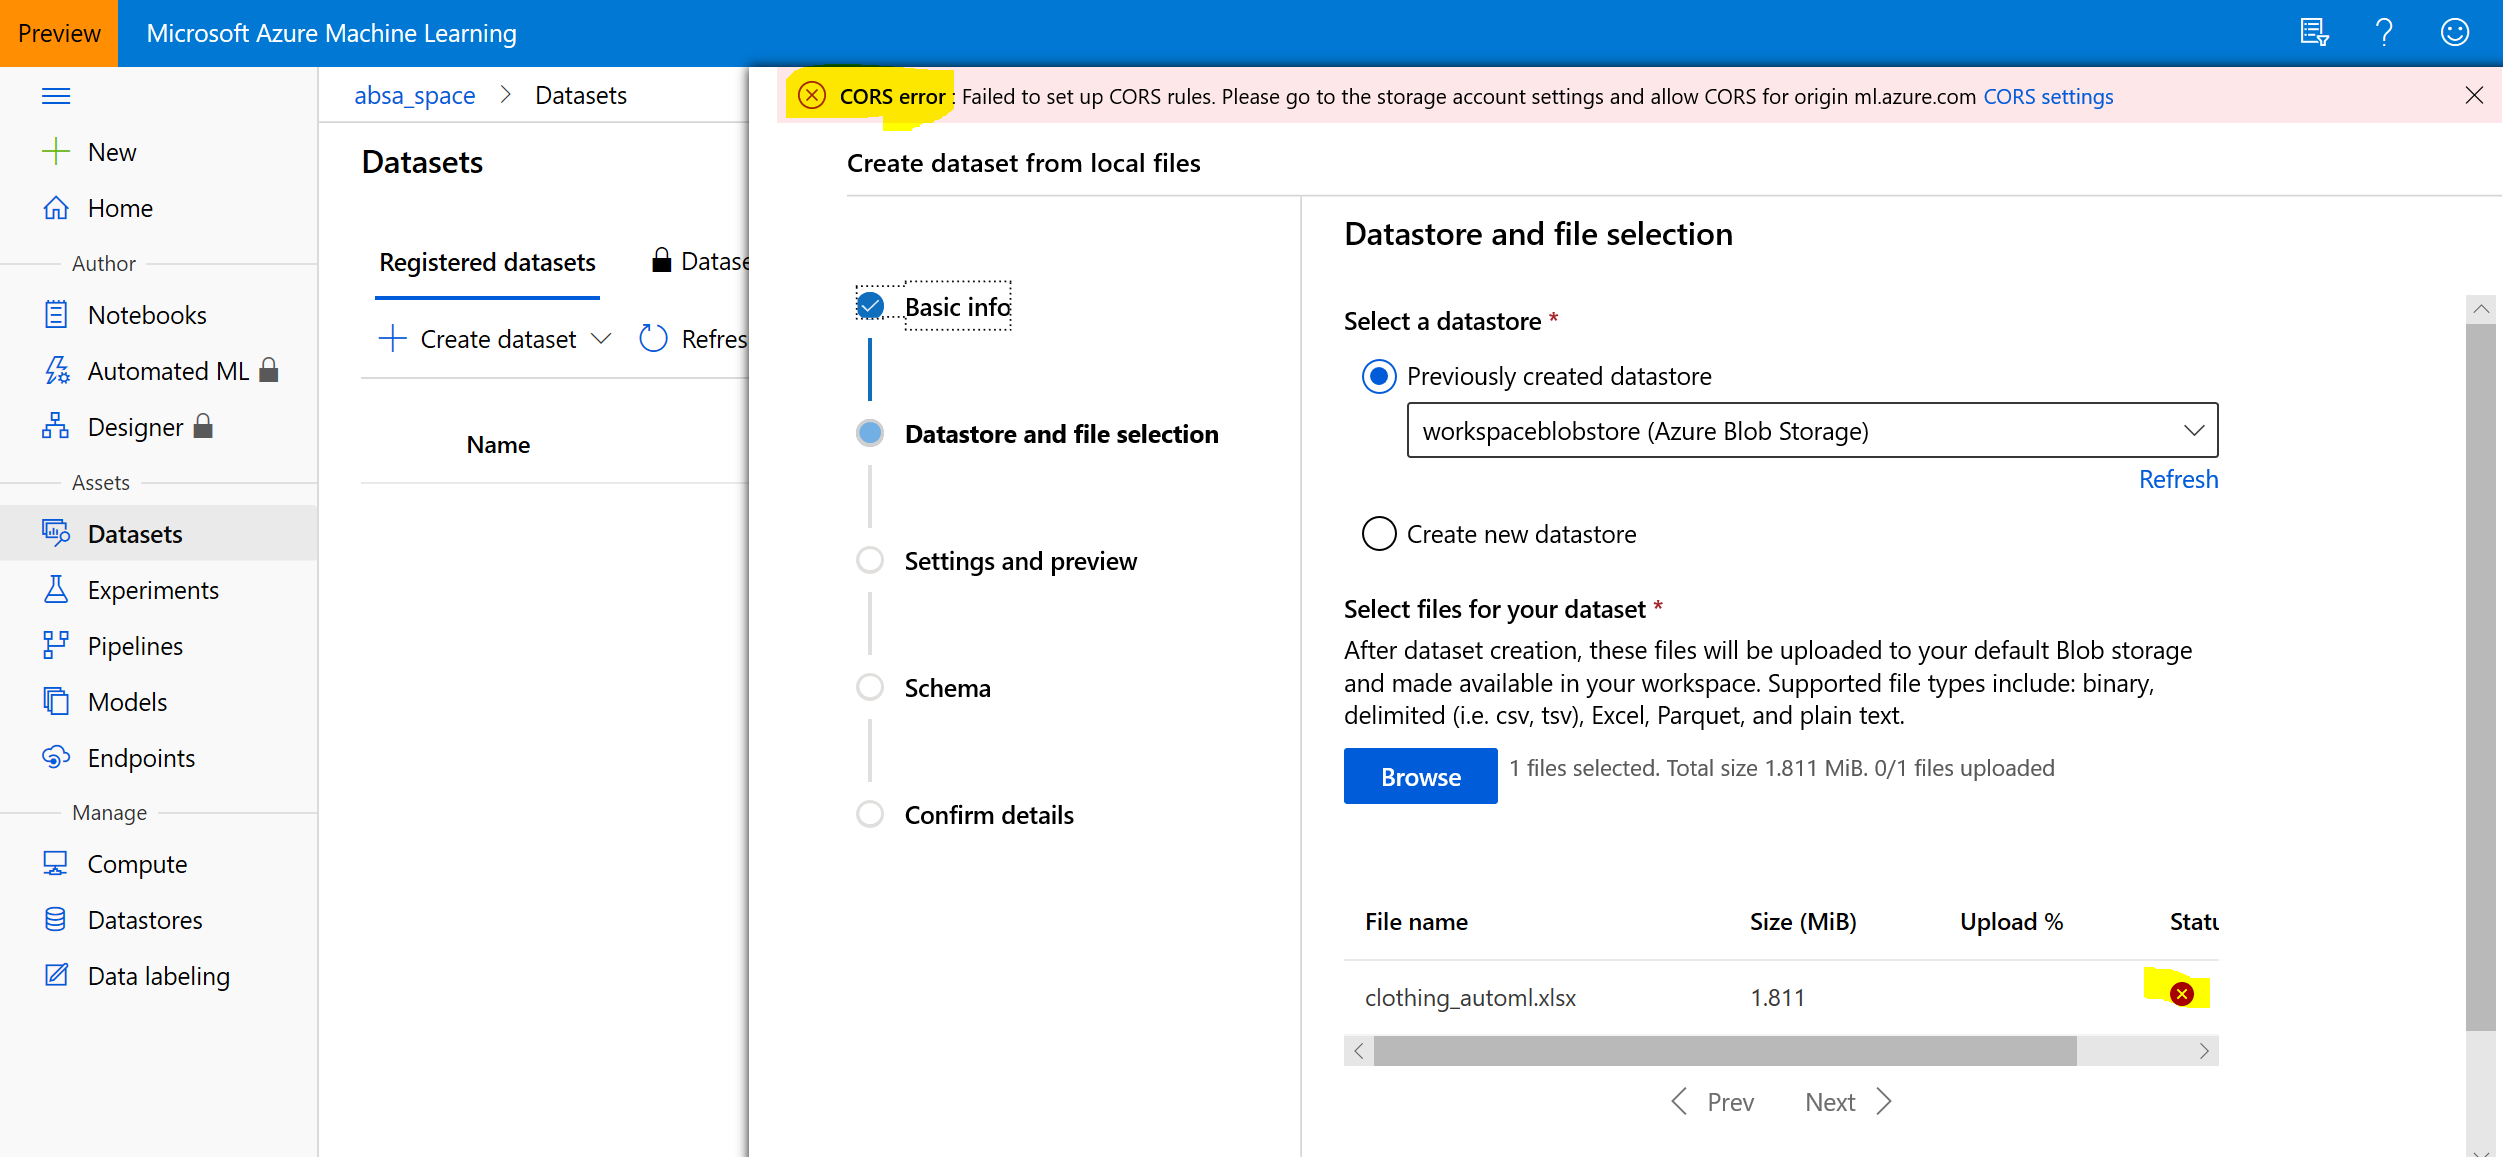 Preview
Microsoft Azure Machine Learning
New
Home
Author
Notebooks
Automated ML
Designer
Assets
Datasets
Experiments
Pipelines
Models
Endpoints
Manage
Compute
Datastores
Data labeling
absa_space > Datasets
Datasets
Registered datasets
Datase
Create dataset
Refres
Name
CORS error: Failed to set up CORS rules. Please go to the storage account settings and allow CORS for origin ml.azure.com CORS settings
Create dataset from local files
Basic info
Datastore and file selection
Settings and preview
Schema
Confirm details
Datastore and file selection
Select a datastore *
Previously created datastore
workspaceblobstore (Azure Blob Storage)
Refresh
Create new datastore
Select files for your dataset *
After dataset creation, these files will be uploaded to your default Blob storage
and made available in your workspace. Supported file types include: binary,
delimited (i.e. csv, tsv), Excel, Parquet, and plain text.
Browse
1 files selected. Total size 1.811 MiB. 0/1 files uploaded
File name Size (MiB) Upload % Statu
clothing_automl.xlsx 1.811
Prev Next